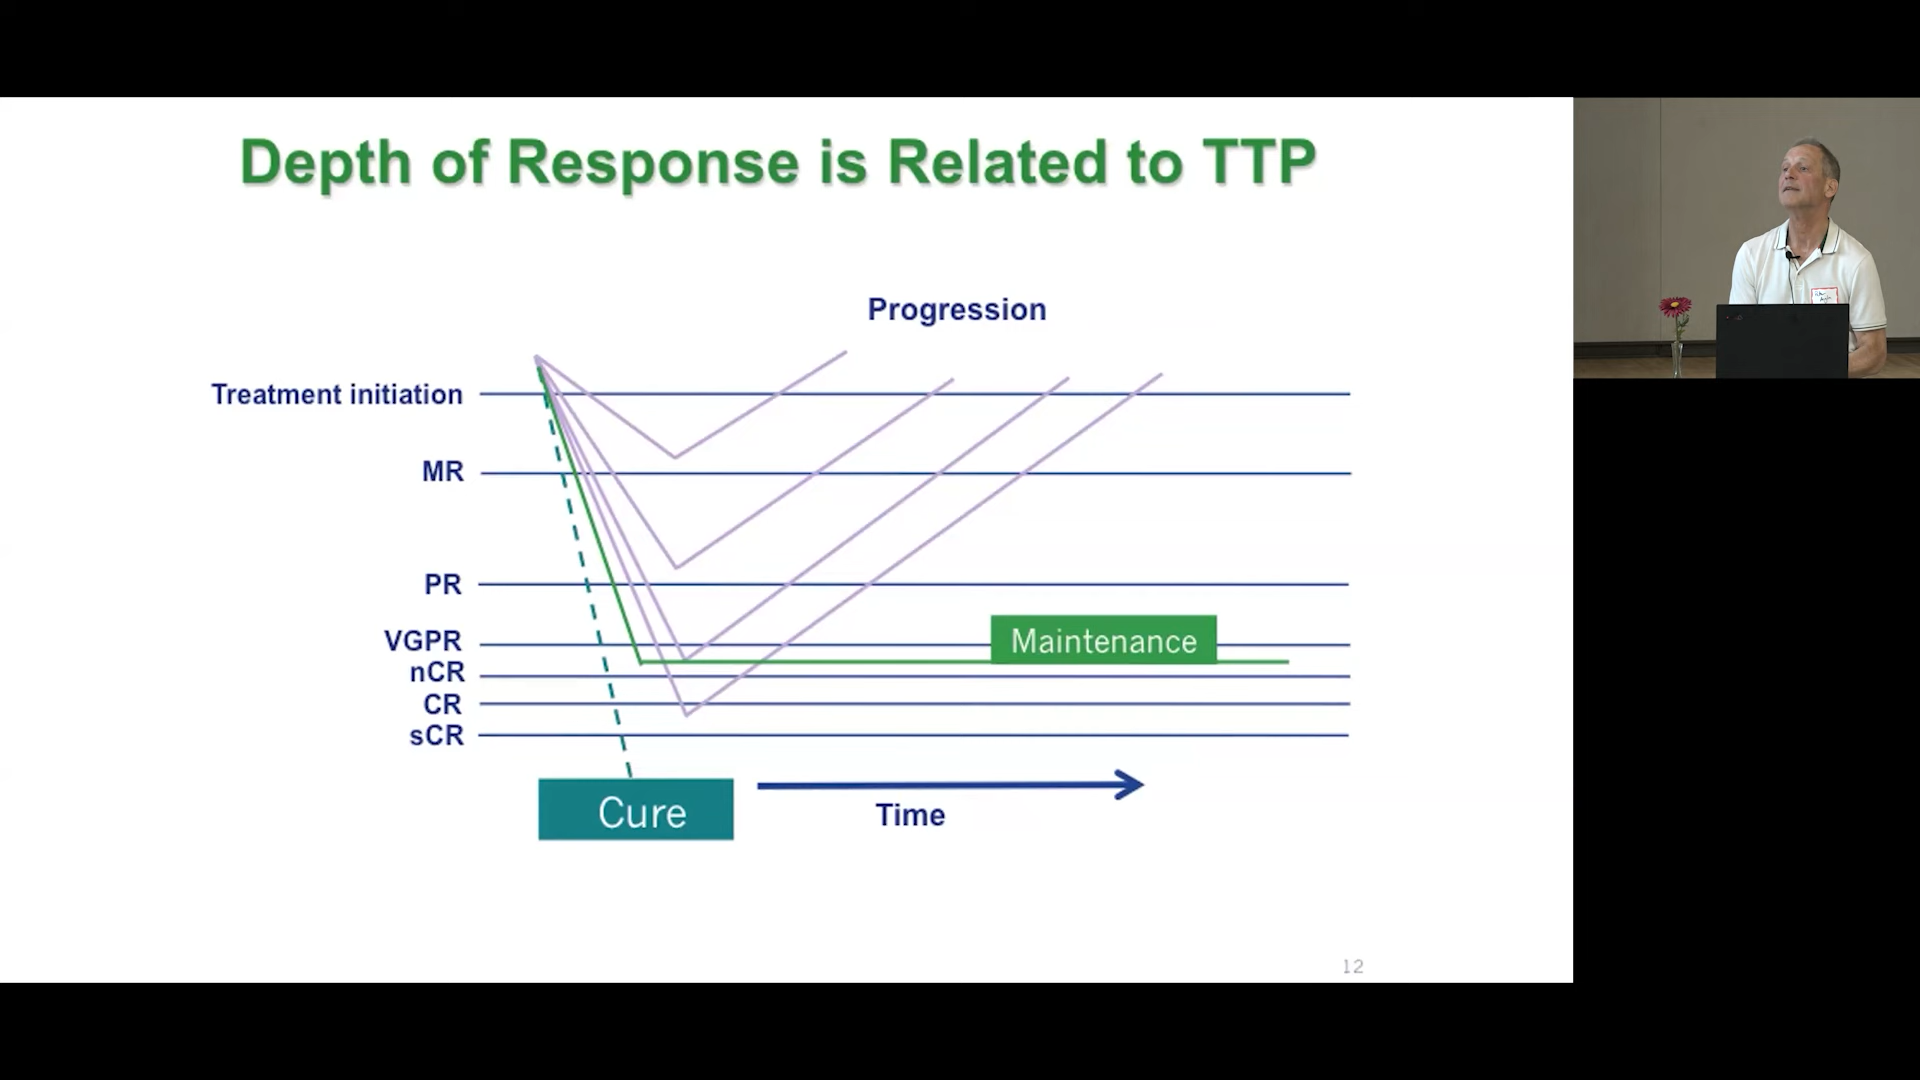 Depth of Response is Related to TTP
Progression
Treatment initiation
MR
PR
VGPR
Maintenance
nCR
CR
sCR
Cure
Time
12